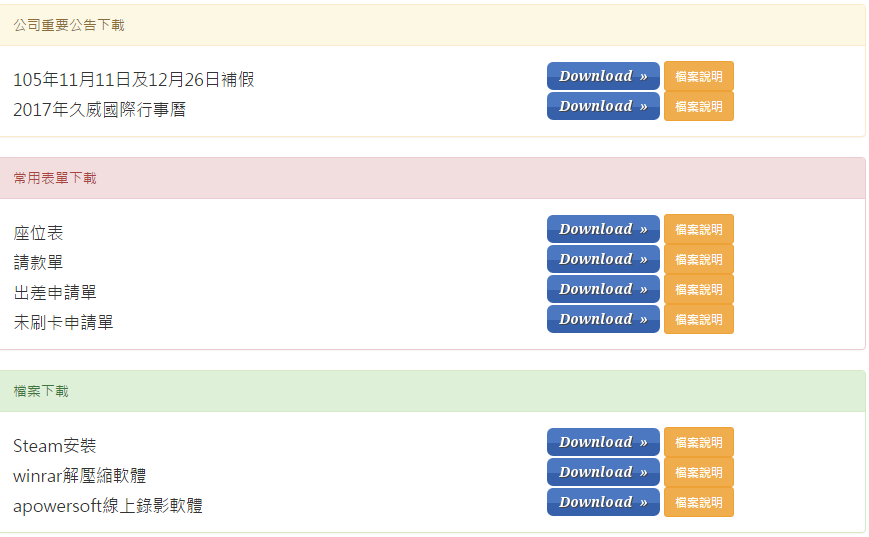 公司重要公告下載
105年11月11日及12月26日補假 Download » 檔案說明
2017年久威國際行事曆 Download » 檔案說明
常用表單下載
座位表 Download » 檔案說明
請款單 Download » 檔案說明
出差申請單 Download » 檔案說明
未刷卡申請單 Download » 檔案說明
檔案下載
Steam安裝 Download » 檔案說明
winrar解壓縮軟體 Download » 檔案說明
apowersoft線上錄影軟體 Download » 檔案說明